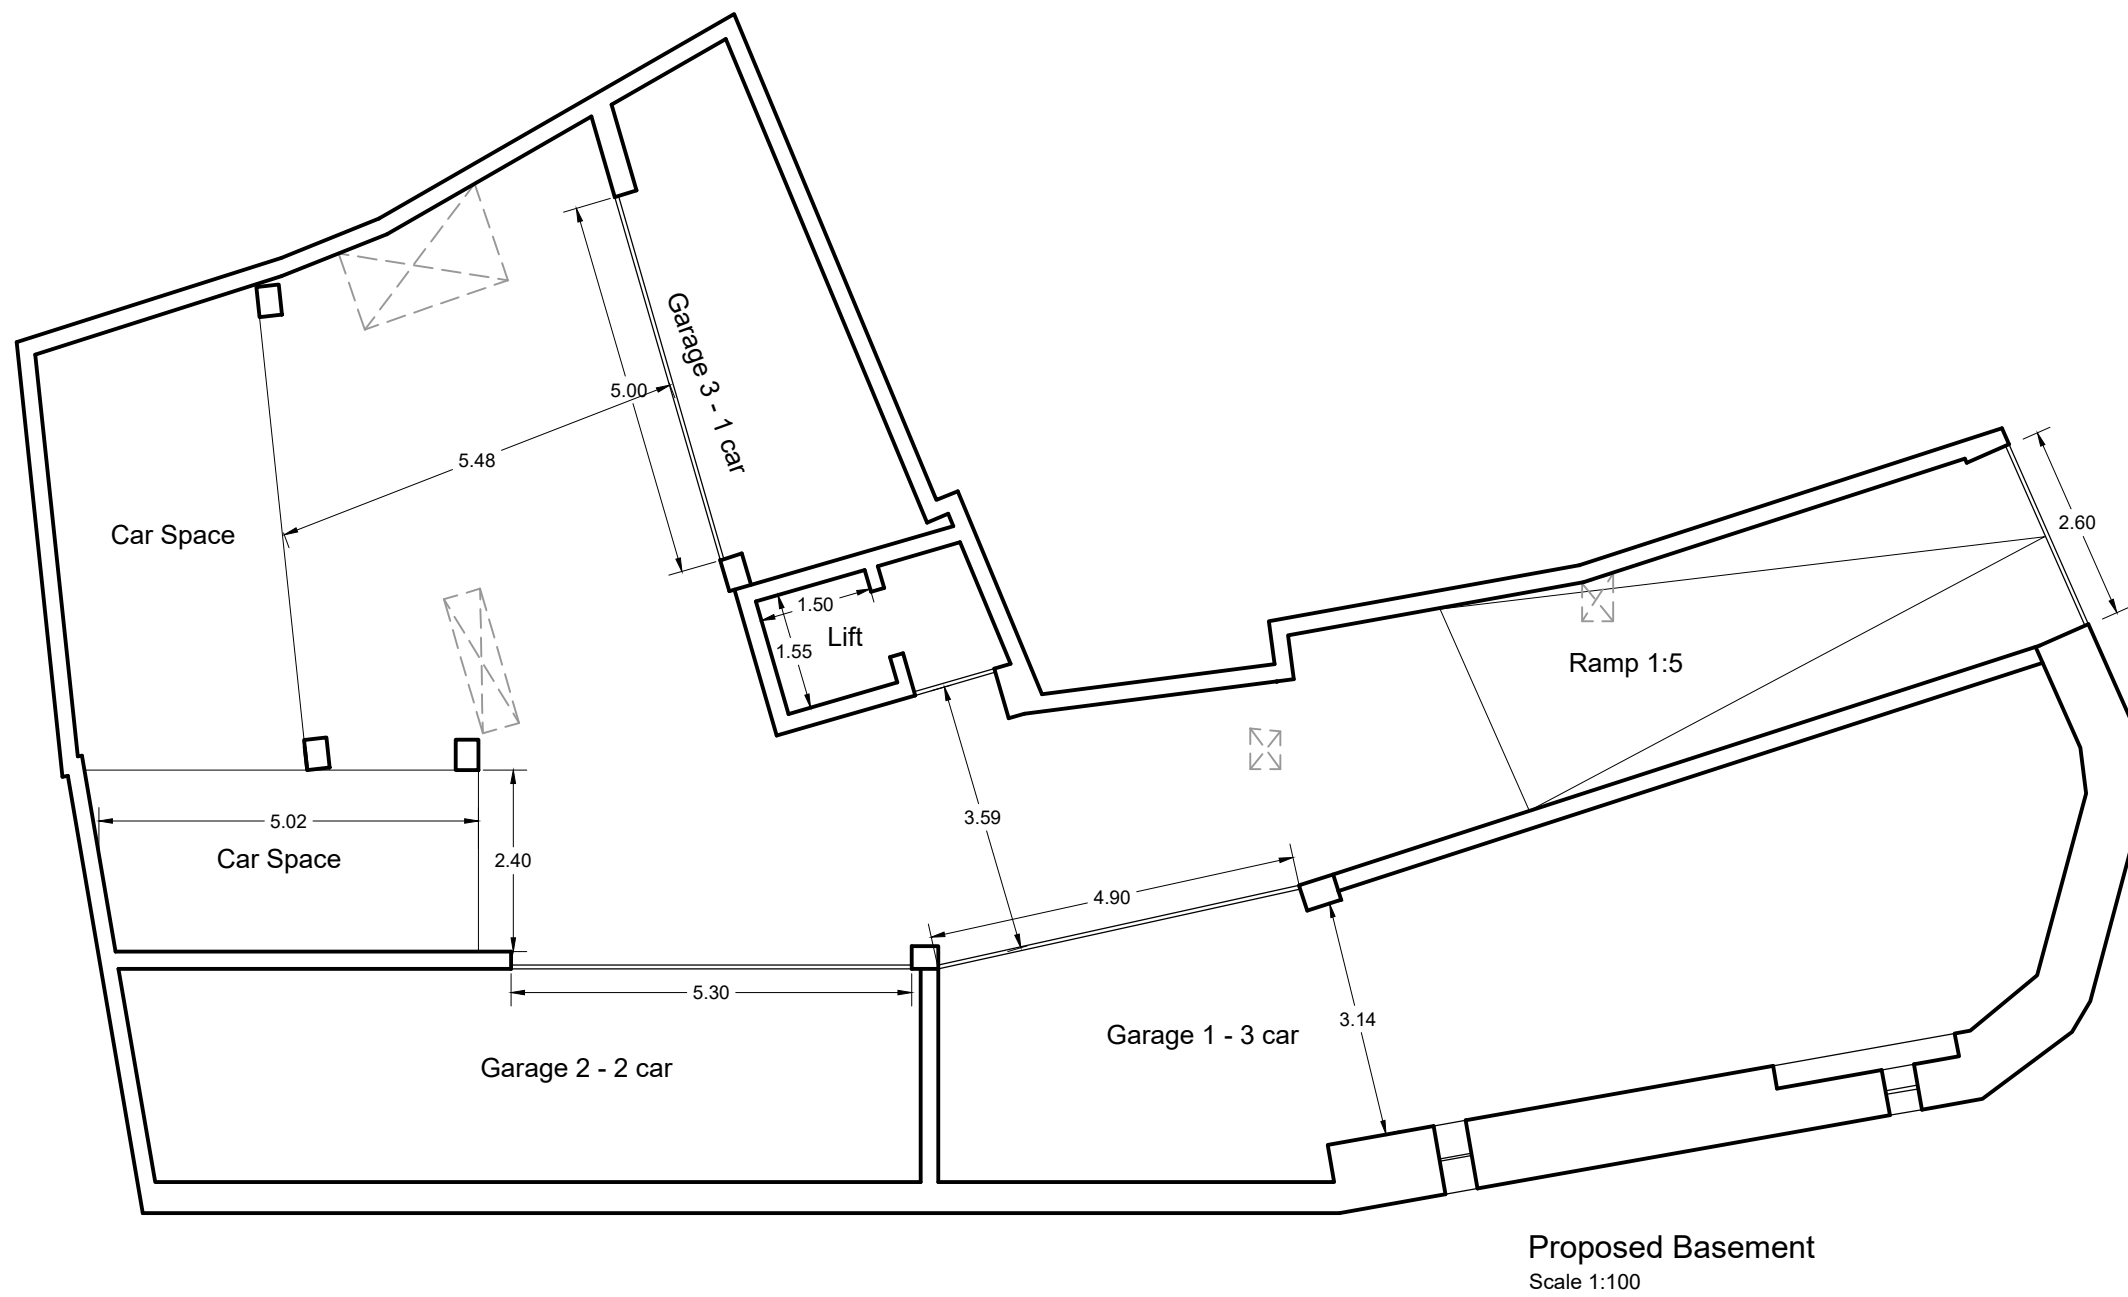 Garage 3 - 1 car
5.00
5.48
2.60
Car Space
1.50
Lift
1.55
Ramp 1:5
5.02
3.59
Car Space
2.40
4.90
5.30
3.14
Garage 1 - 3 car
Garage 2 - 2 car
Proposed Basement
Scale 1:100